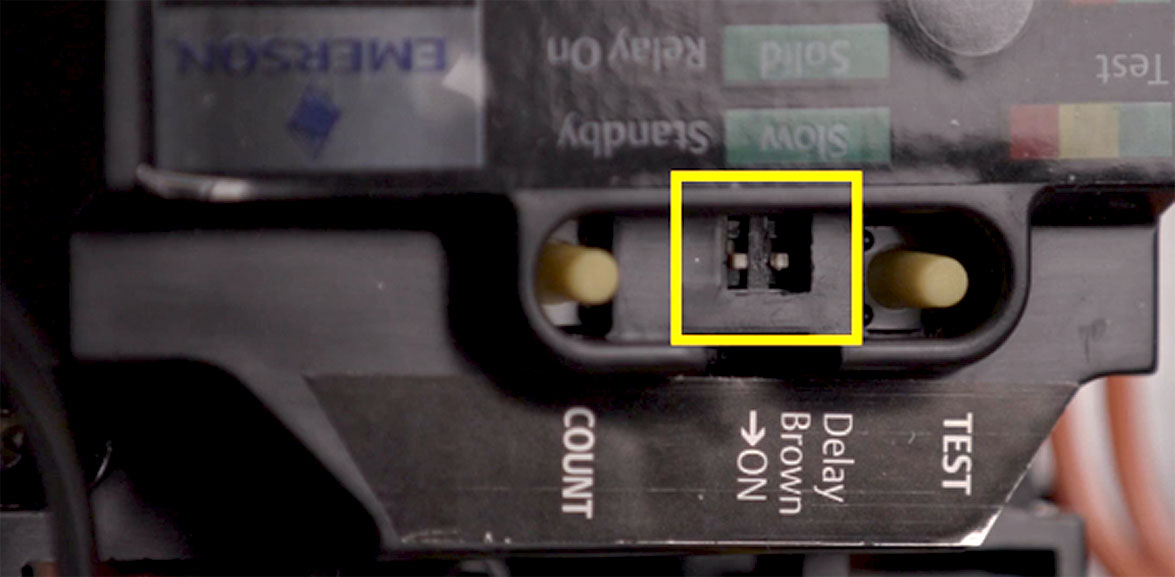 EMERSON
Relay On Solid
Standby Slow
Test
COUNT
Delay
Brown
→ON
TEST